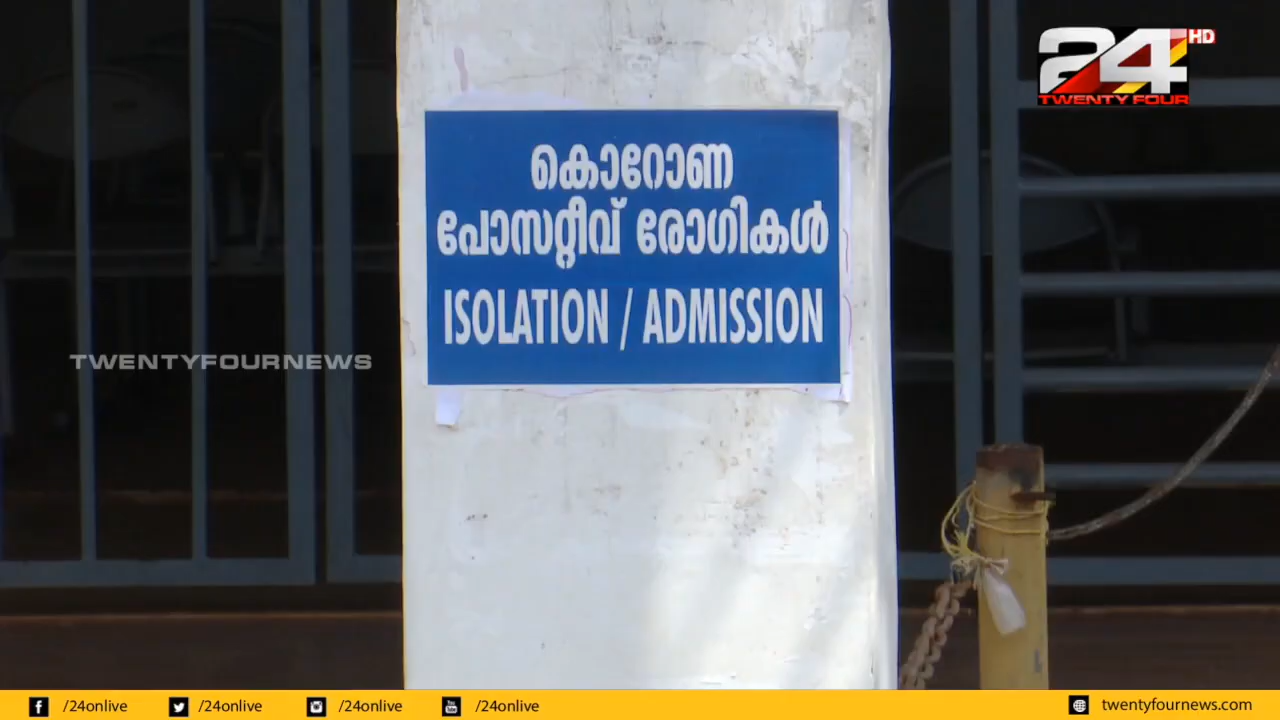 24 HD
TWENTY FOUR
കൊറോണ
പോസറ്റീവ് രോഗികൾ
ISOLATION / ADMISSION
TWENTYFOURNEWS
/24onlive /24onlive /24onlive /24onlive twentyfournews.com